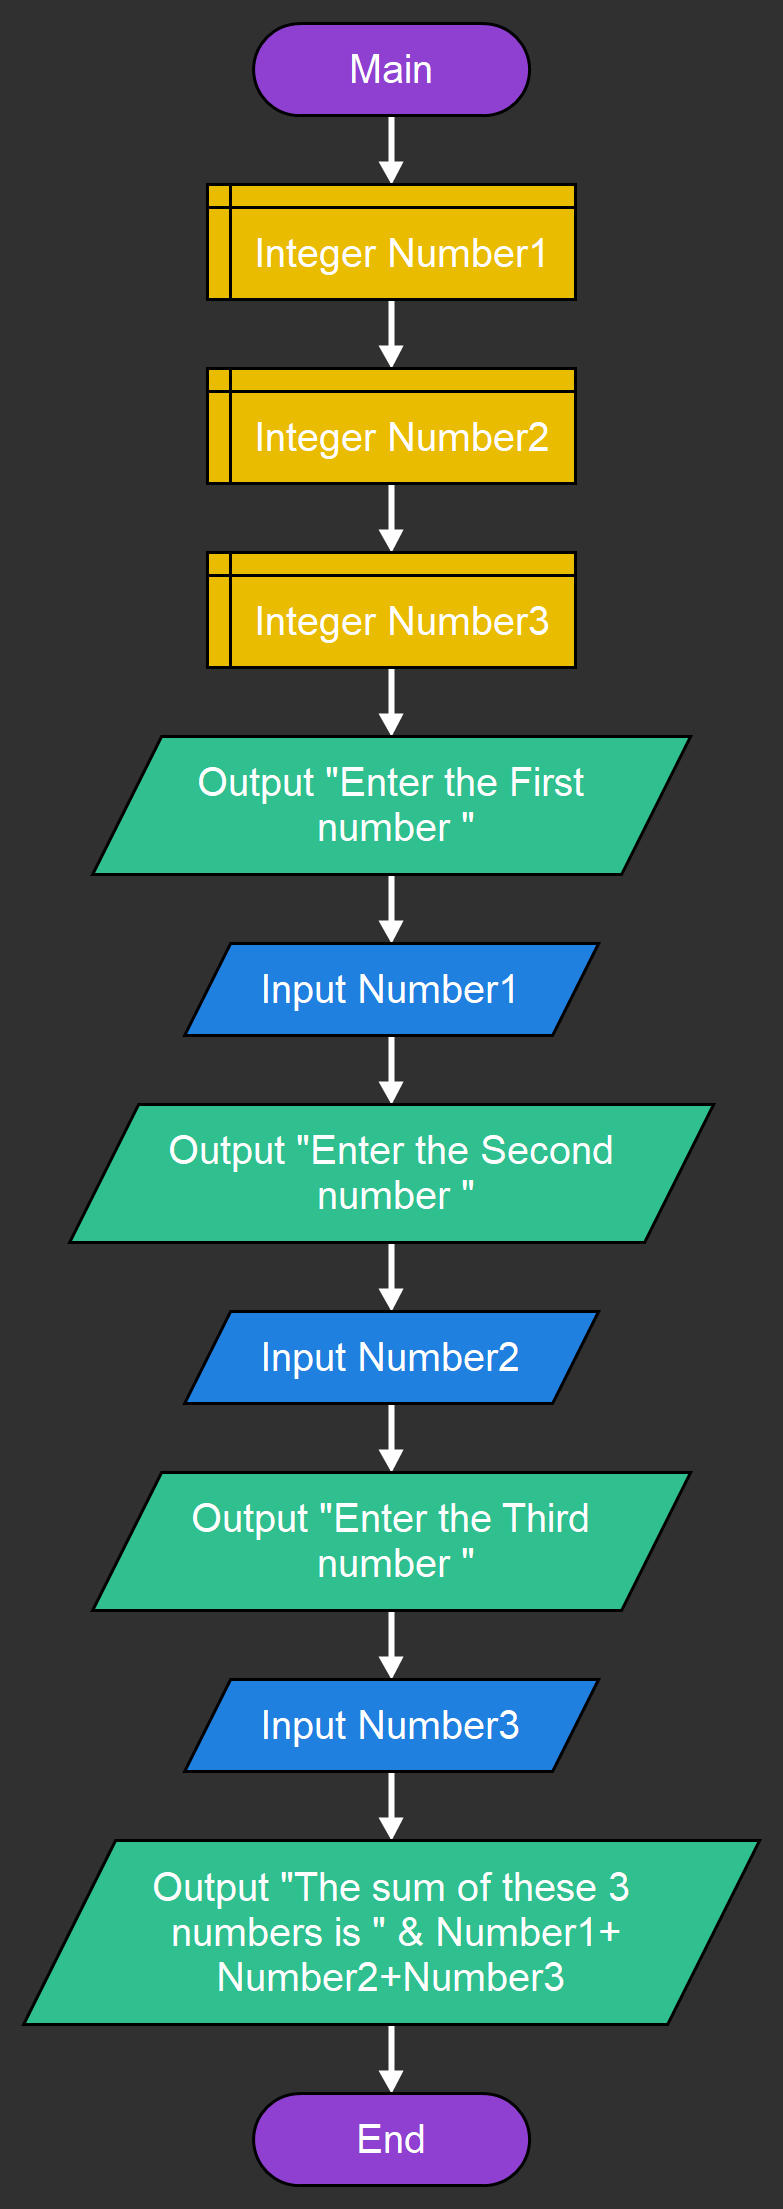 Main
Integer Number1
Integer Number2
Integer Number3
Output "Enter the First
number "
Input Number1
Output "Enter the Second
number "
Input Number2
Output "Enter the Third
number "
Input Number3
Output "The sum of these 3
numbers is " & Number1+
Number2+Number3
End